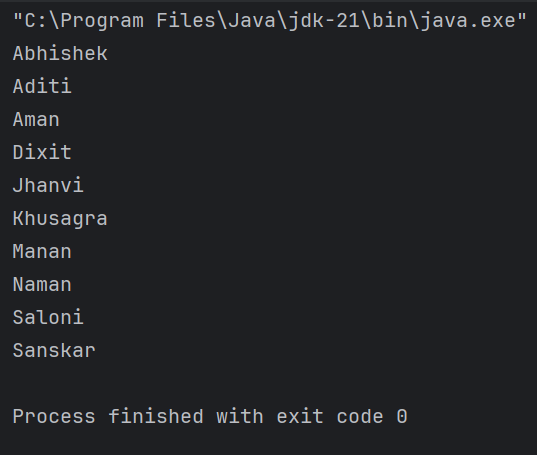 "C:\Program Files\Java\jdk-21\bin\java.exe"
Abhishek
Aditi
Aman
Dixit
Jhanvi
Khusagra
Manan
Naman
Saloni
Sanskar
Process finished with exit code 0